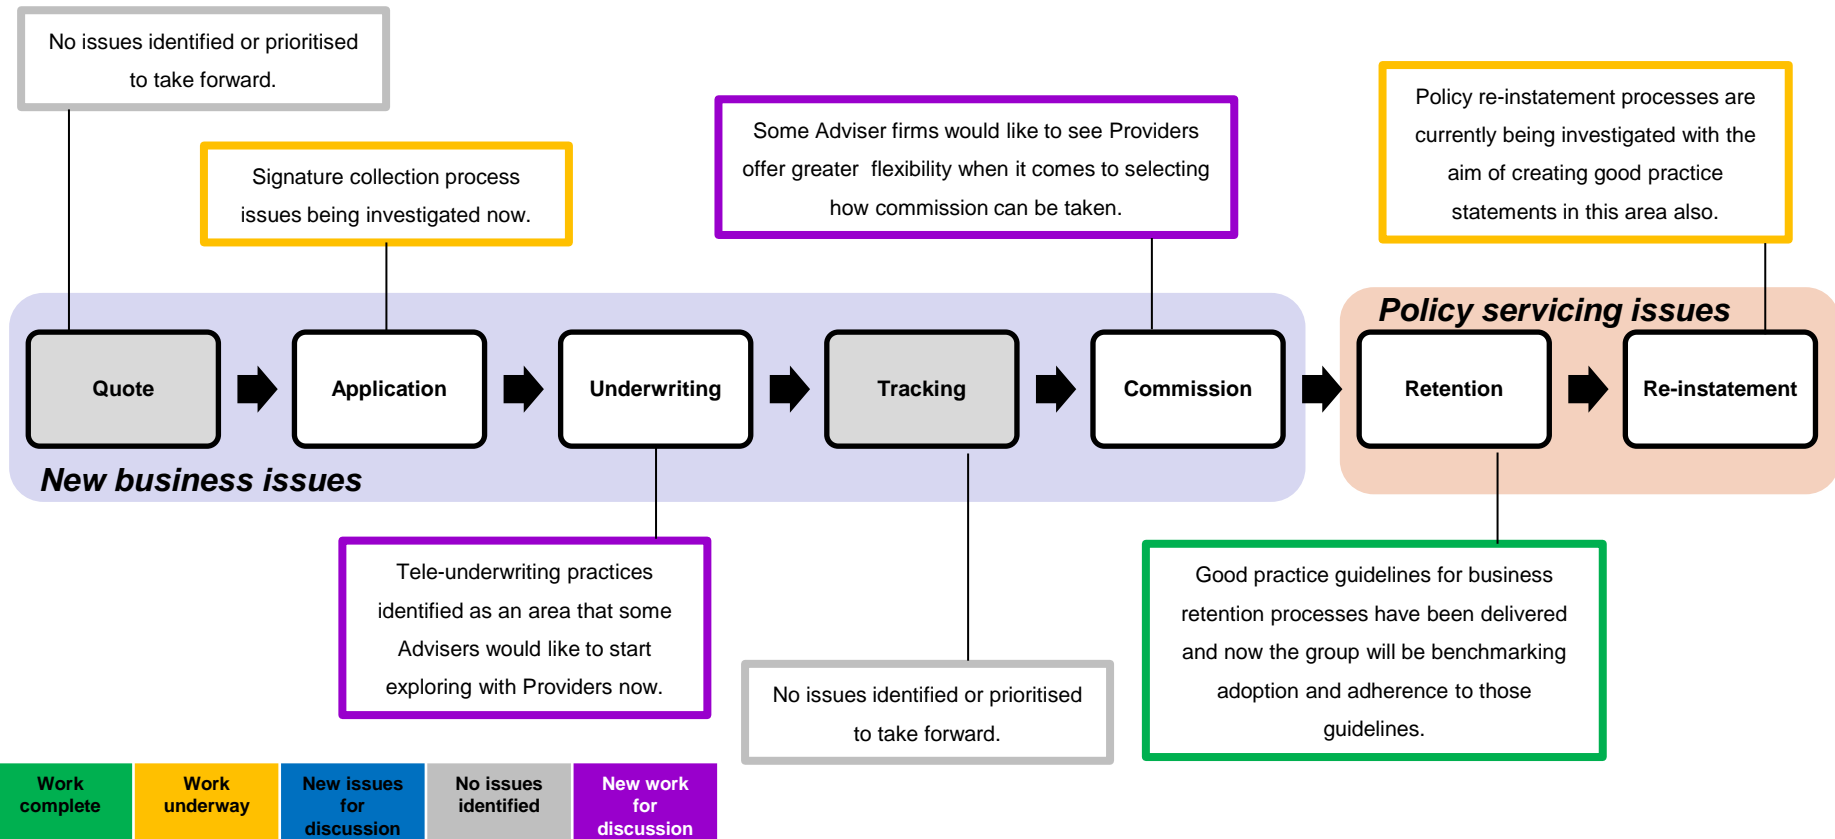 No issues identified or prioritised
to take forward.
Signature collection process
issues being investigated now.
Some Adviser firms would like to see Providers
offer greater flexibility when it comes to selecting
how commission can be taken.
Policy re-instatement processes are
currently being investigated with the
aim of creating good practice
statements in this area also.
Policy servicing issues
Quote
Application
Underwriting
Tracking
Commission
Retention
Re-instatement
New business issues
Tele-underwriting practices
identified as an area that some
Advisers would like to start
exploring with Providers now.
No issues identified or prioritised
to take forward.
Good practice guidelines for business
retention processes have been delivered
and now the group will be benchmarking
adoption and adherence to those
guidelines.
Work
complete
Work
underway
New issues
for
discussion
No issues
identified
New work
for
discussion